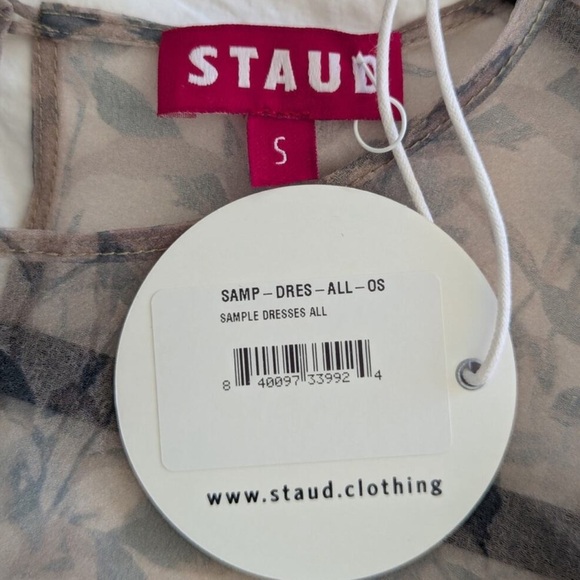 STAUD
S
SAMP-DRES-ALL-OS
SAMPLE DRESSES ALL
8 40097 33992 4
www.staud.clothing